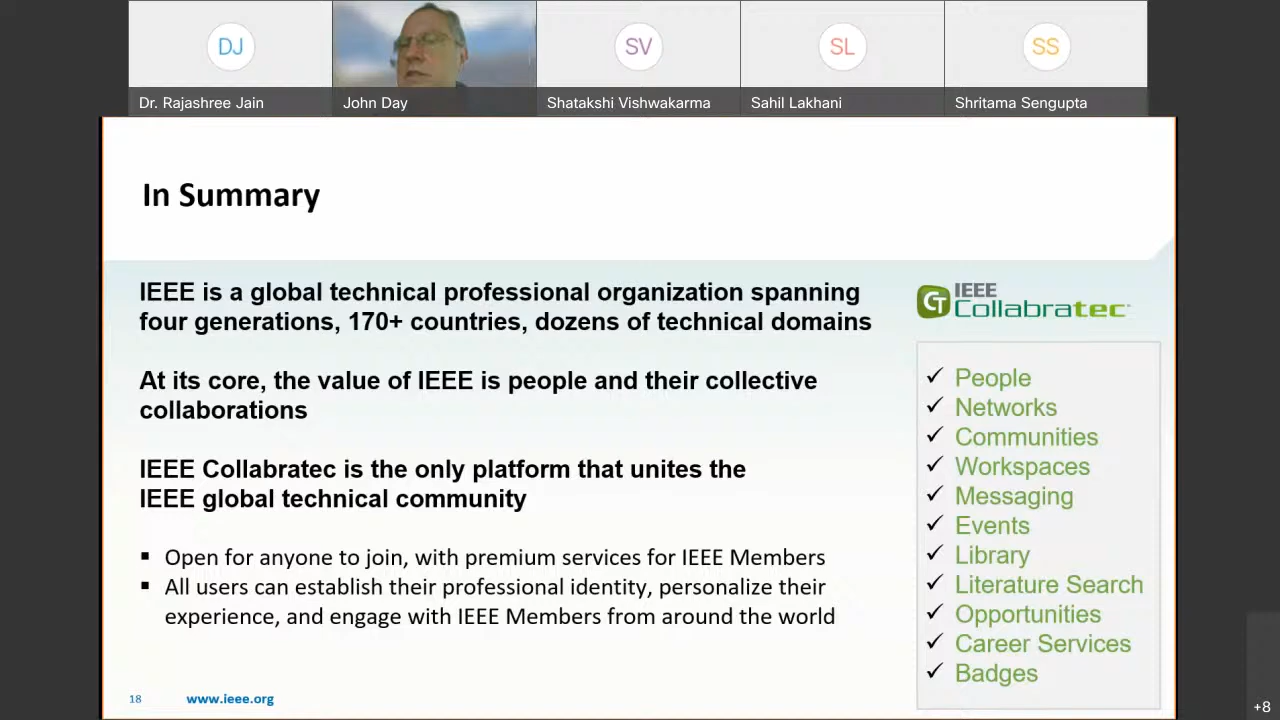 DJ
SV
SL
SS
Dr. Rajashree Jain
John Day
Shatakshi Vishwakarma
Sahil Lakhani
Shritama Sengupta
In Summary
IEEE is a global technical professional organization spanning
four generations, 170+ countries, dozens of technical domains
At its core, the value of IEEE is people and their collective
collaborations
IEEE Collabratec is the only platform that unites the
IEEE global technical community
Open for anyone to join, with premium services for IEEE Members
All users can establish their professional identity, personalize their
experience, and engage with IEEE Members from around the world
CT
IEEE
Collabratec
People
Networks
Communities
Workspaces
Messaging
Events
Library
Literature Search
Opportunities
Career Services
Badges
18
www.ieee.org
+8